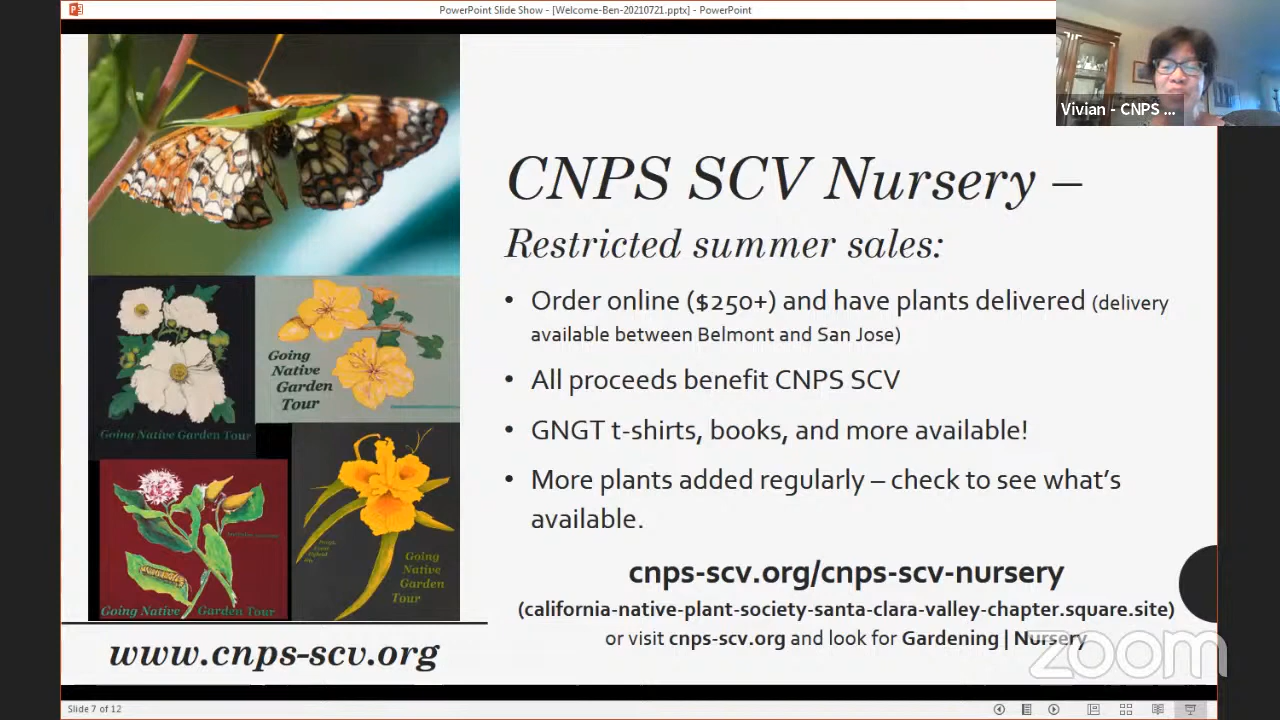 PowerPoint Slide Show - [Welcome-Ben-20210721.pptx] - PowerPoint
Vivian - CNPS ...
CNPS SCV Nursery –
Restricted summer sales:
• Order online ($250+) and have plants delivered (delivery
available between Belmont and San Jose)
• All proceeds benefit CNPS SCV
• GNGT t-shirts, books, and more available!
• More plants added regularly – check to see what's
available.
cnps-scv.org/cnps-scv-nursery
(california-native-plant-society-santa-clara-valley-chapter.square.site)
or visit cnps-scv.org and look for Gardening | Nursery
zoom
Going Native Garden Tour
Going
Native
Garden
Tour
Going Native Garden Tour
Going
Native
Garden
Tour
www.cnps-scv.org
Slide 7 of 12